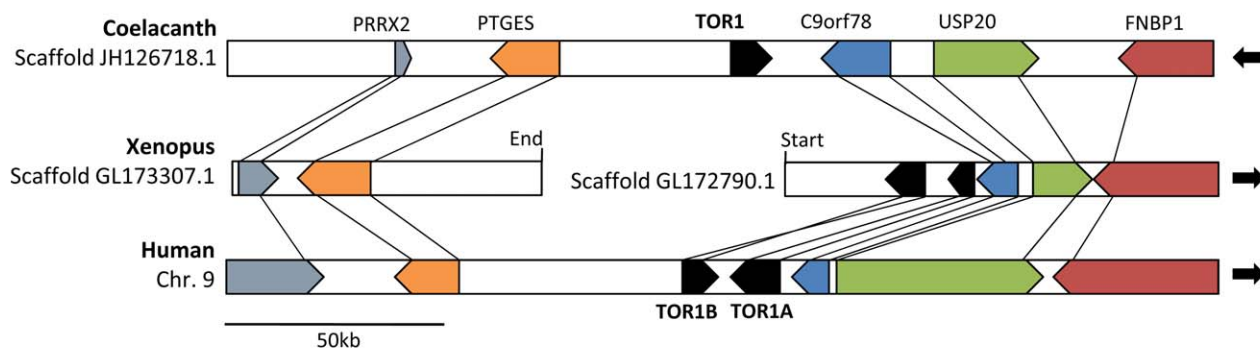 PRRX2 PTGES TOR1 C9orf78 USP20 FNBP1
Coelacanth
Scaffold JH126718.1
Xenopus
Scaffold GL173307.1
End
Start
Scaffold GL172790.1
Human
Chr. 9
TOR1B TOR1A
50kb